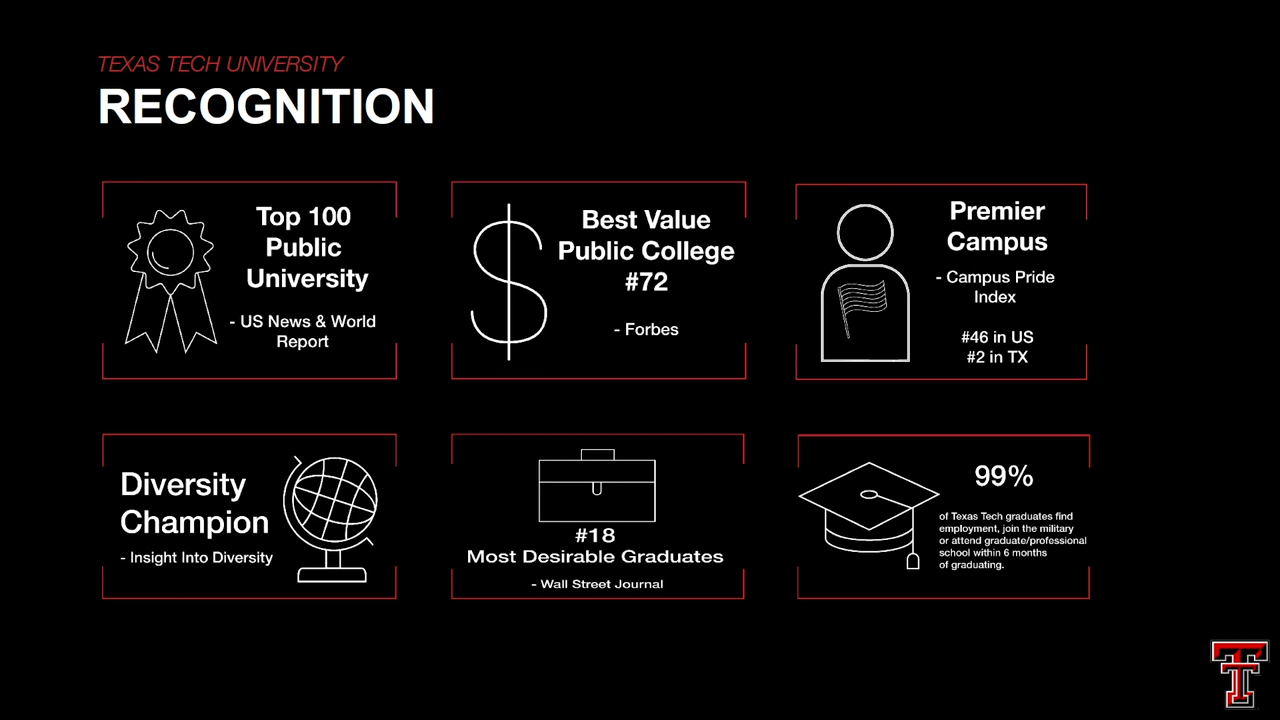 TEXAS TECH UNIVERSITY
RECOGNITION
Top 100
Public
University
- US News & World
Report
Best Value
Public College
#72
- Forbes
Premier
Campus
- Campus Pride
Index
#46 in US
#2 in TX
Diversity
Champion
- Insight Into Diversity
#18
Most Desirable Graduates
- Wall Street Journal
99%
of Texas Tech graduates find
employment, join the military
or attend graduate/professional
school within 6 months
of graduating.